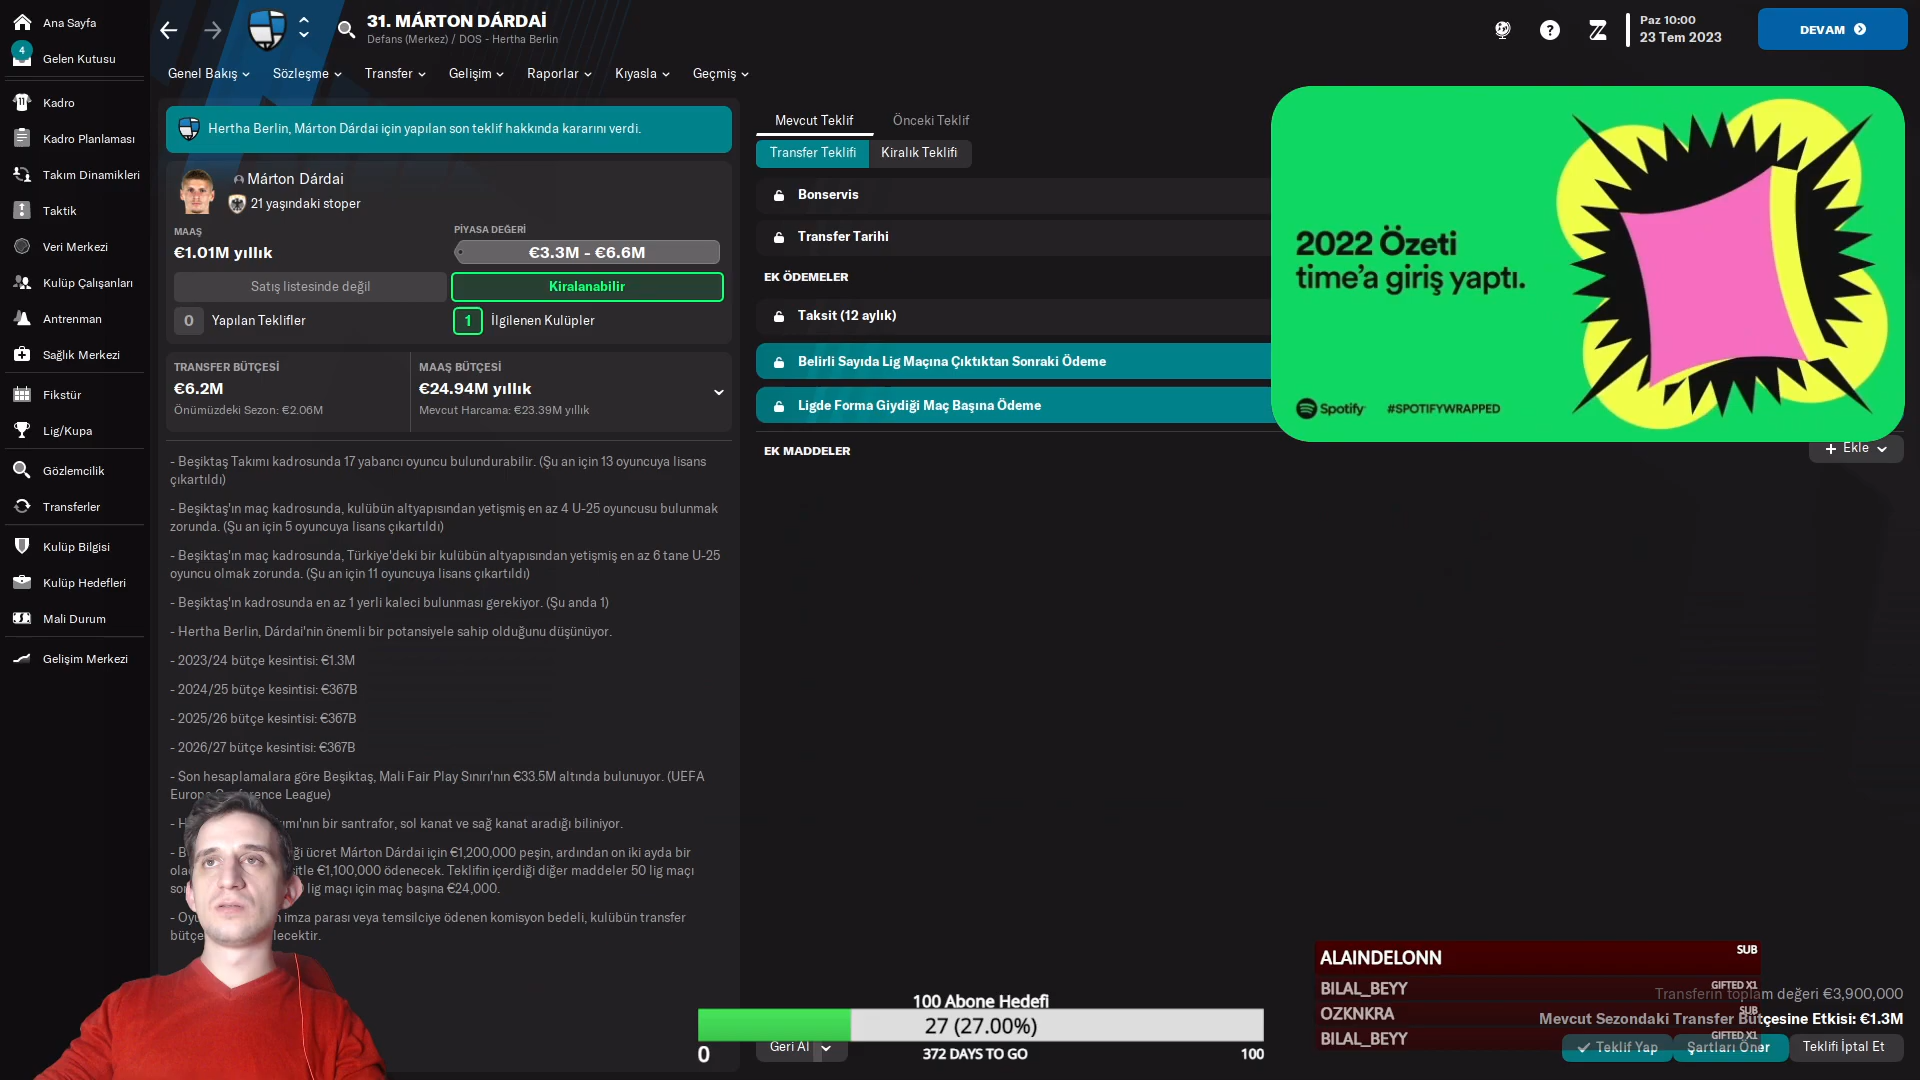 Ana Sayfa
4
Gelen Kutusu
Kadro
Kadro Planlaması
Takım Dinamikleri
Taktik
Veri Merkezi
Kulüp Çalışanları
Antrenman
Sağlık Merkezi
Fikstür
Lig/Kupa
Gözlemcilik
Transferler
Kulüp Bilgisi
Kulüp Hedefleri
Mali Durum
Gelişim Merkezi
31. MÁRTON DÁRDAİ
Defans (Merkez) / DOS - Hertha Berlin
Paz 10:00
23 Tem 2023
DEVAM
Genel Bakış
Sözleşme
Transfer
Gelişim
Raporlar
Kıyasla
Geçmiş
Hertha Berlin, Márton Dárdai için yapılan son teklif hakkında kararını verdi.
Márton Dárdai
21 yaşındaki stoper
MAAŞ
€1.01M yıllık
PİYASA DEĞERİ
€3.3M - €6.6M
Satış listesinde değil
Kiralanabilir
0 Yapılan Teklifler
1 İlgilenen Kulüpler
TRANSFER BÜTÇESİ
€6.2M
Önümüzdeki Sezon: €2.06M
MAAŞ BÜTÇESİ
€24.94M yıllık
Mevcut Harcama: €23.39M yıllık
- Beşiktaş Takımı kadrosunda 17 yabancı oyuncu bulundurabilir. (Şu an için 13 oyuncuya lisans
çıkartıldı)
- Beşiktaş'ın maç kadrosunda, kulübün altyapısından yetişmiş en az 4 U-25 oyuncusu bulunmak
zorunda. (Şu an için 5 oyuncuya lisans çıkartıldı)
- Beşiktaş'ın maç kadrosunda, Türkiye'deki bir kulübün altyapısından yetişmiş en az 6 tane U-25
oyuncu olmak zorunda. (Şu an için 11 oyuncuya lisans çıkartıldı)
- Beşiktaş'ın kadrosunda en az 1 yerli kaleci bulunması gerekiyor. (Şu anda 1)
- Hertha Berlin, Dárdai'nin önemli bir potansiyele sahip olduğunu düşünüyor.
- 2023/24 bütçe kesintisi: €1.3M
- 2024/25 bütçe kesintisi: €367B
- 2025/26 bütçe kesintisi: €367B
- 2026/27 bütçe kesintisi: €367B
- Son hesaplamalara göre Beşiktaş, Mali Fair Play Sınırı'nın €33.5M altında bulunuyor. (UEFA
Europa Conference League)
bir santrafor, sol kanat ve sağ kanat aradığı biliniyor.
ücret Márton Dárdai için €1,200,000 peşin, ardından on iki ayda bir
€1,100,000 ödenecek. Teklifin içerdiği diğer maddeler 50 lig maçı
lig maçı için maç başına €24,000.
imza parası veya temsilciye ödenen komisyon bedeli, kulübün transfer
Mevcut Teklif
Önceki Teklif
Transfer Teklifi
Kiralık Teklifi
Bonservis
Transfer Tarihi
EK ÖDEMELER
Taksit (12 aylık)
Belirli Sayıda Lig Maçına Çıktıktan Sonraki Ödeme
Ligde Forma Giydiği Maç Başına Ödeme
EK MADDELER
Ekle
2022 Özeti
time'a giriş yaptı.
Spotify
#SPOTIFYWRAPPED
ALAINDELONN SUB
BILAL_BEYY GIFTED X1
OZKNKRA SUB
BILAL_BEYY GIFTED X1
Transferin toplam değeri €3,900,000
Mevcut Sezondaki Transfer Bütçesine Etkisi: €1.3M
Teklif Yap
Şartları Öner
Teklifi İptal Et
100 Abone Hedefi
27 (27.00%)
Geri Al
0
372 DAYS TO GO
100